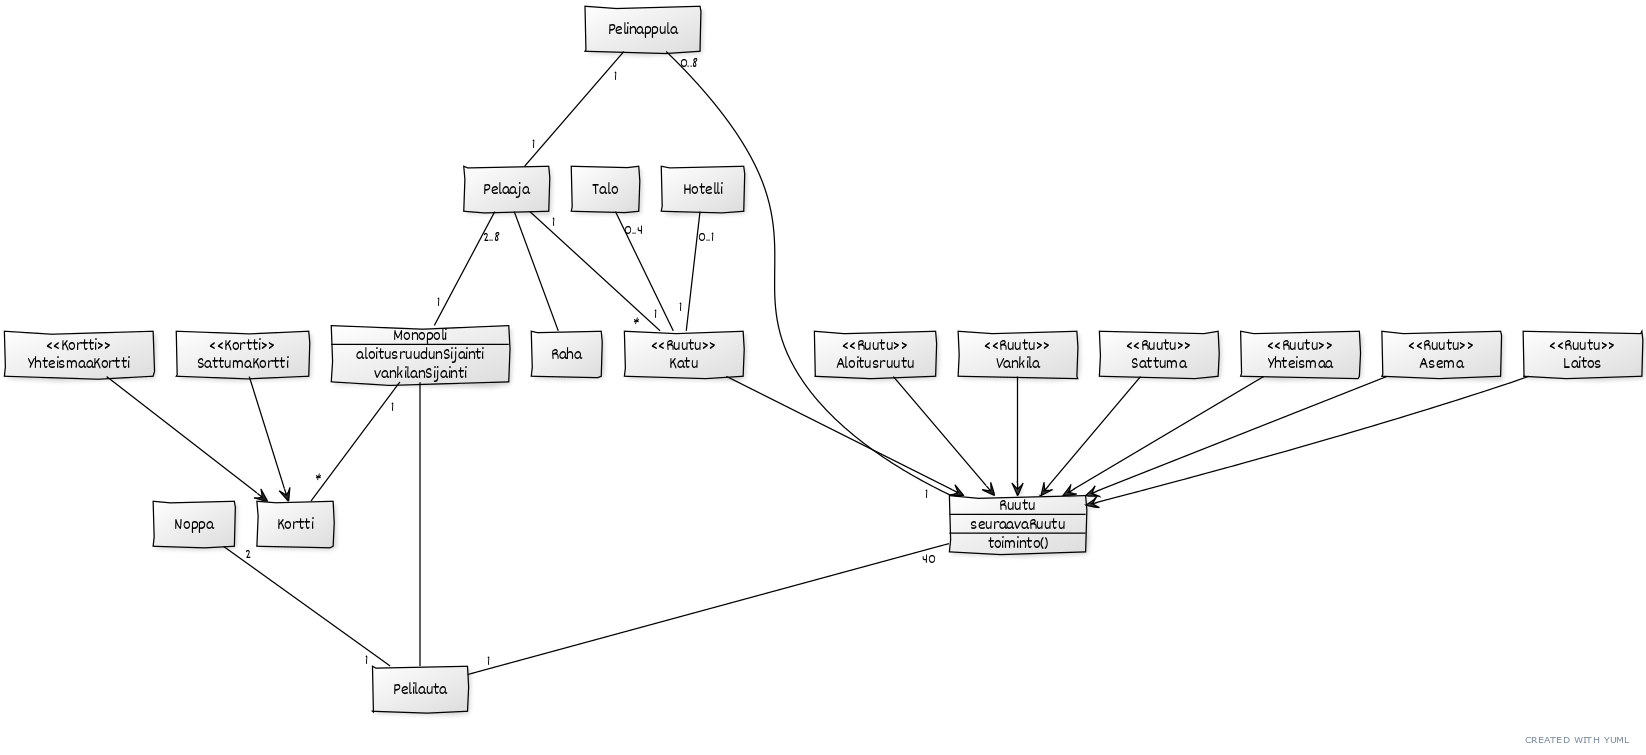 Pelinappula
0..8
1
1
Pelaaja
Talo
Hotelli
1
2..8
0..4
0..1
1
1
1
*
<<Kortti>>
YhteismaaKortti
<<Kortti>>
SattumaKortti
Monopoli
aloitusruudunSijainti
vankilanSijainti
Raha
<<Ruutu>>
Katu
<<Ruutu>>
Aloitusruutu
<<Ruutu>>
Vankila
<<Ruutu>>
Sattuma
<<Ruutu>>
Yhteismaa
<<Ruutu>>
Asema
<<Ruutu>>
Laitos
1
*
1
Noppa
Kortti
Ruutu
seuraavaRuutu
toiminto()
2
40
1
1
Pelilauta
CREATED WITH YUML